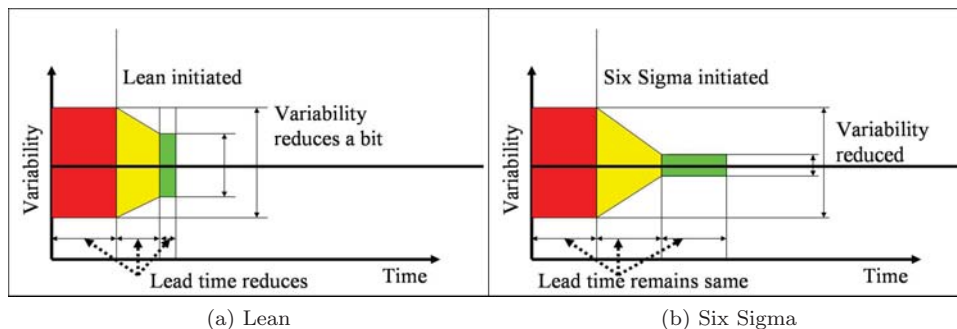 Lean initiated
Variability
reduces a bit
Variability
Lead time reduces
Time
(a) Lean
Six Sigma initiated
Variability
reduced
Variability
Lead time remains same
Time
(b) Six Sigma